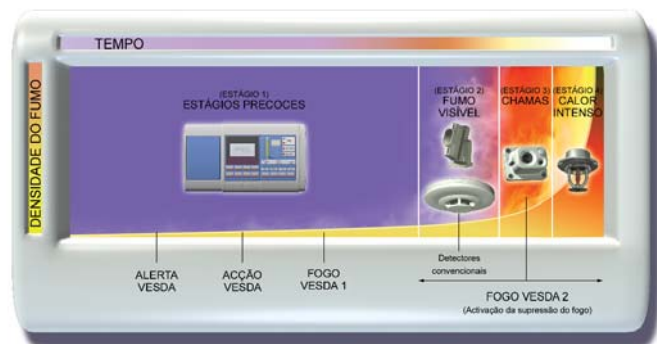 TEMPO
DENSIDADE DO FUMO
(ESTÁGIO 1)
ESTÁGIOS PRECOCES
(ESTÁGIO 2)
FUMO
VISÍVEL
(ESTÁGIO 3)
CHAMAS
(ESTÁGIO 4)
CALOR
INTENSO
ALERTA
VESDA
ACÇÃO
VESDA
FOGO
VESDA 1
Detectores
convencionais
FOGO VESDA 2
(Activação da supressão do fogo)